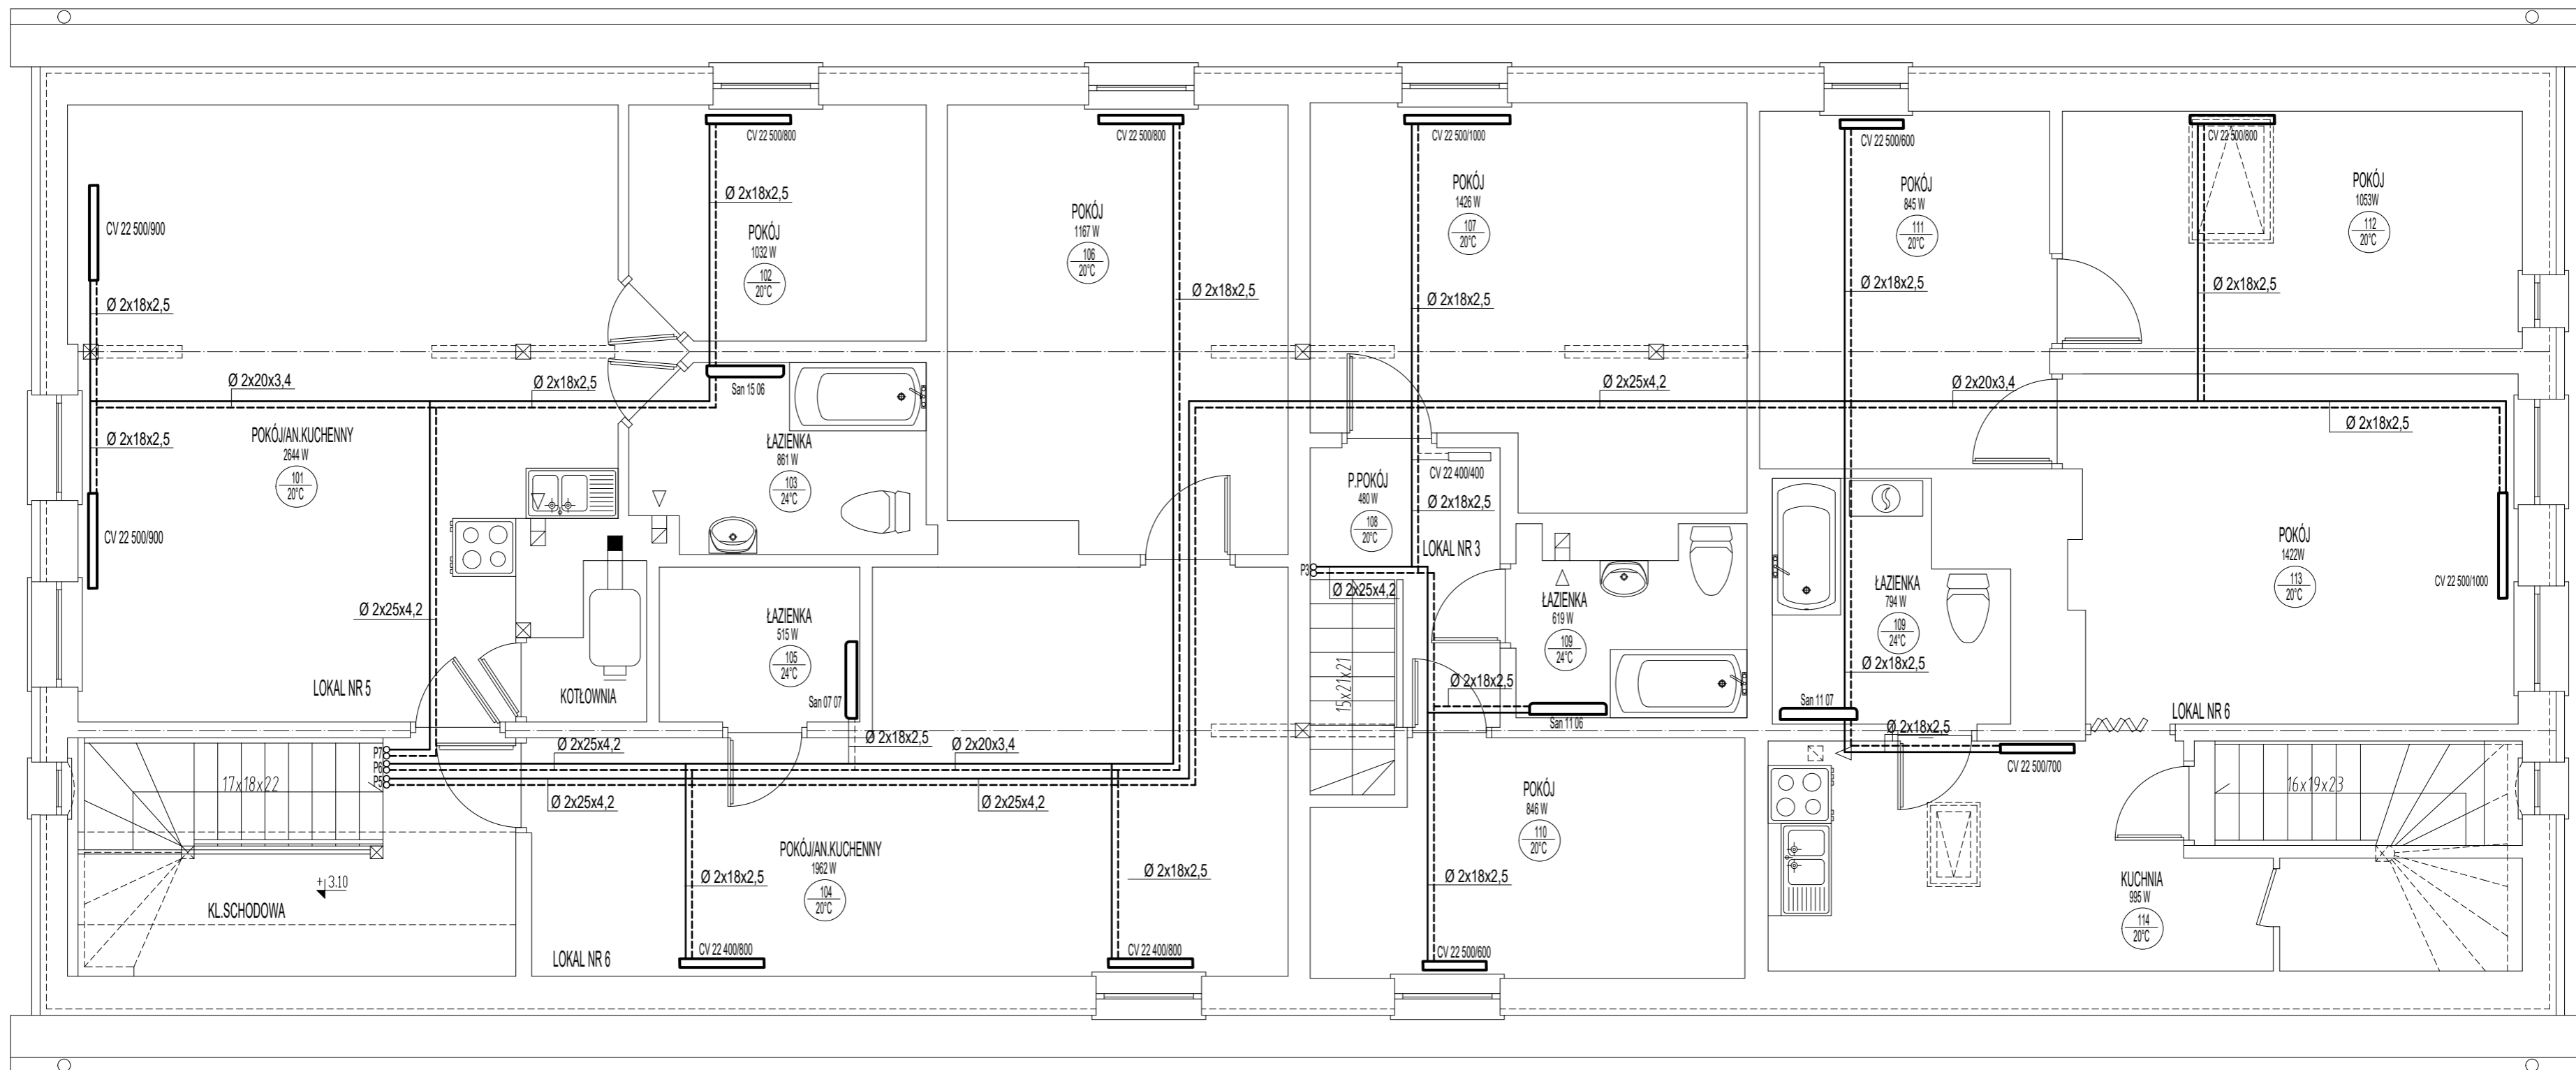 CV 22 500/800
CV 22 500/800
CV 22 500/1000
CV 22 500/600
CV 22 500/800
Ø 2x18x2,5
POKÓJ
1032 W
102
20°C
POKÓJ
1167 W
106
20°C
Ø 2x18x2,5
POKÓJ
1426 W
107
20°C
Ø 2x18x2,5
POKÓJ
845 W
111
20°C
Ø 2x18x2,5
POKÓJ
1053W
112
20°C
Ø 2x18x2,5
CV 22 500/900
Ø 2x18x2,5
Ø 2x20x3,4
Ø 2x18x2,5
San 15 06
Ø 2x25x4,2
Ø 2x20x3,4
Ø 2x18x2,5
Ø 2x18x2,5
POKÓJ/AN.KUCHENNY
2644 W
101
20°C
CV 22 500/900
ŁAZIENKA
861 W
103
24°C
P.POKÓJ
480 W
108
20°C
CV 22 400/400
Ø 2x18x2,5
LOKAL NR 3
P3
Ø 2x25x4,2
15x21x21
ŁAZIENKA
619 W
109
24°C
Ø 2x18x2,5
San 11 06
ŁAZIENKA
794 W
109
24°C
Ø 2x18x2,5
San 11 07
Ø 2x18x2,5
CV 22 500/700
POKÓJ
1422W
113
20°C
CV 22 500/1000
LOKAL NR 6
Ø 2x25x4,2
LOKAL NR 5
KOTŁOWNIA
ŁAZIENKA
515 W
105
24°C
San 07 07
Ø 2x18x2,5
P7
P6
P5
Ø 2x25x4,2
Ø 2x20x3,4
Ø 2x25x4,2
Ø 2x25x4,2
17x18x22
+3.10
KL.SCHODOWA
LOKAL NR 6
Ø 2x18x2,5
POKÓJ/AN.KUCHENNY
1962 W
104
20°C
Ø 2x18x2,5
CV 22 400/800
CV 22 400/800
POKÓJ
846 W
110
20°C
Ø 2x18x2,5
CV 22 500/600
16x19x23
KUCHNIA
995 W
114
20°C